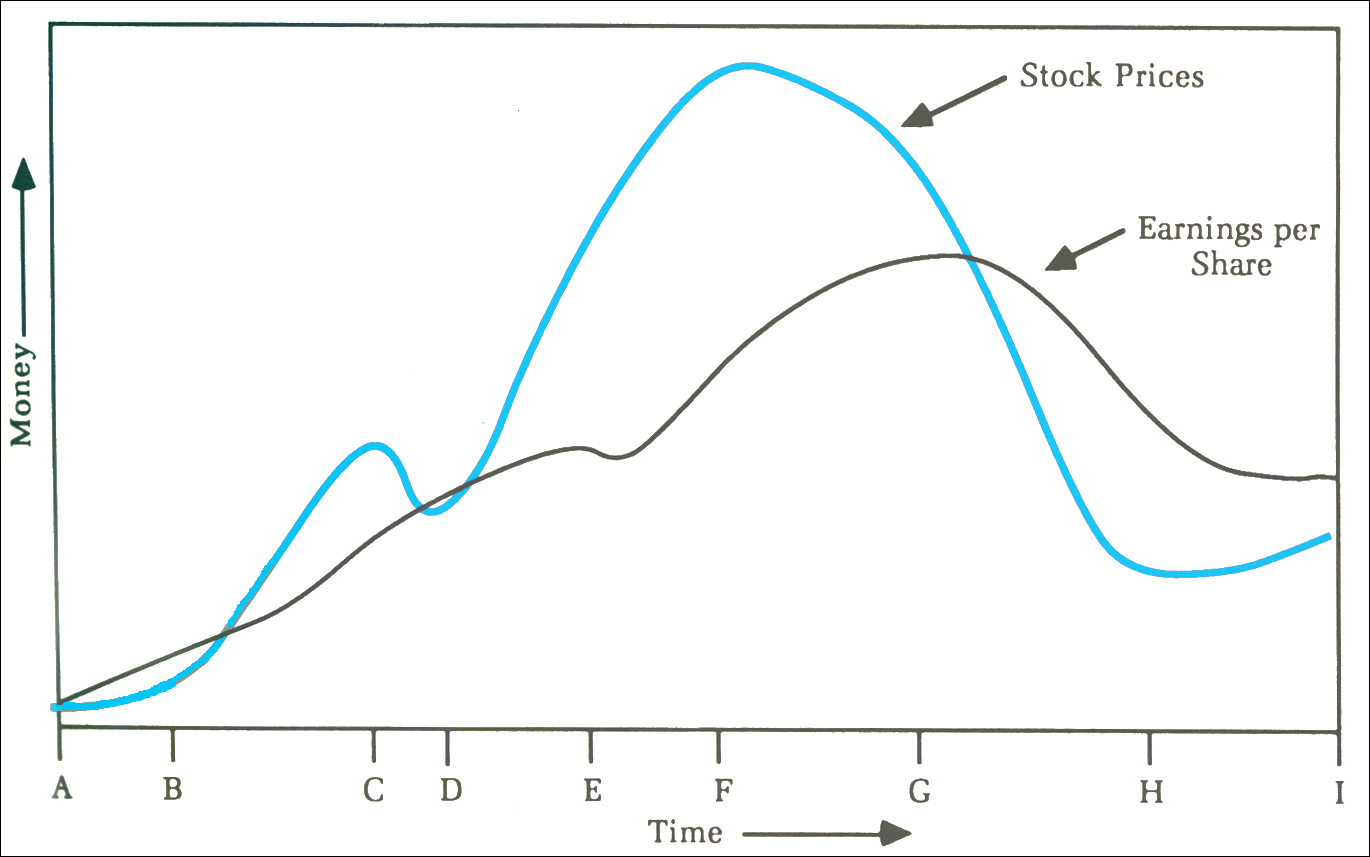 Stock Prices
Earnings per
Share
Money
A B C D E F G H I
Time